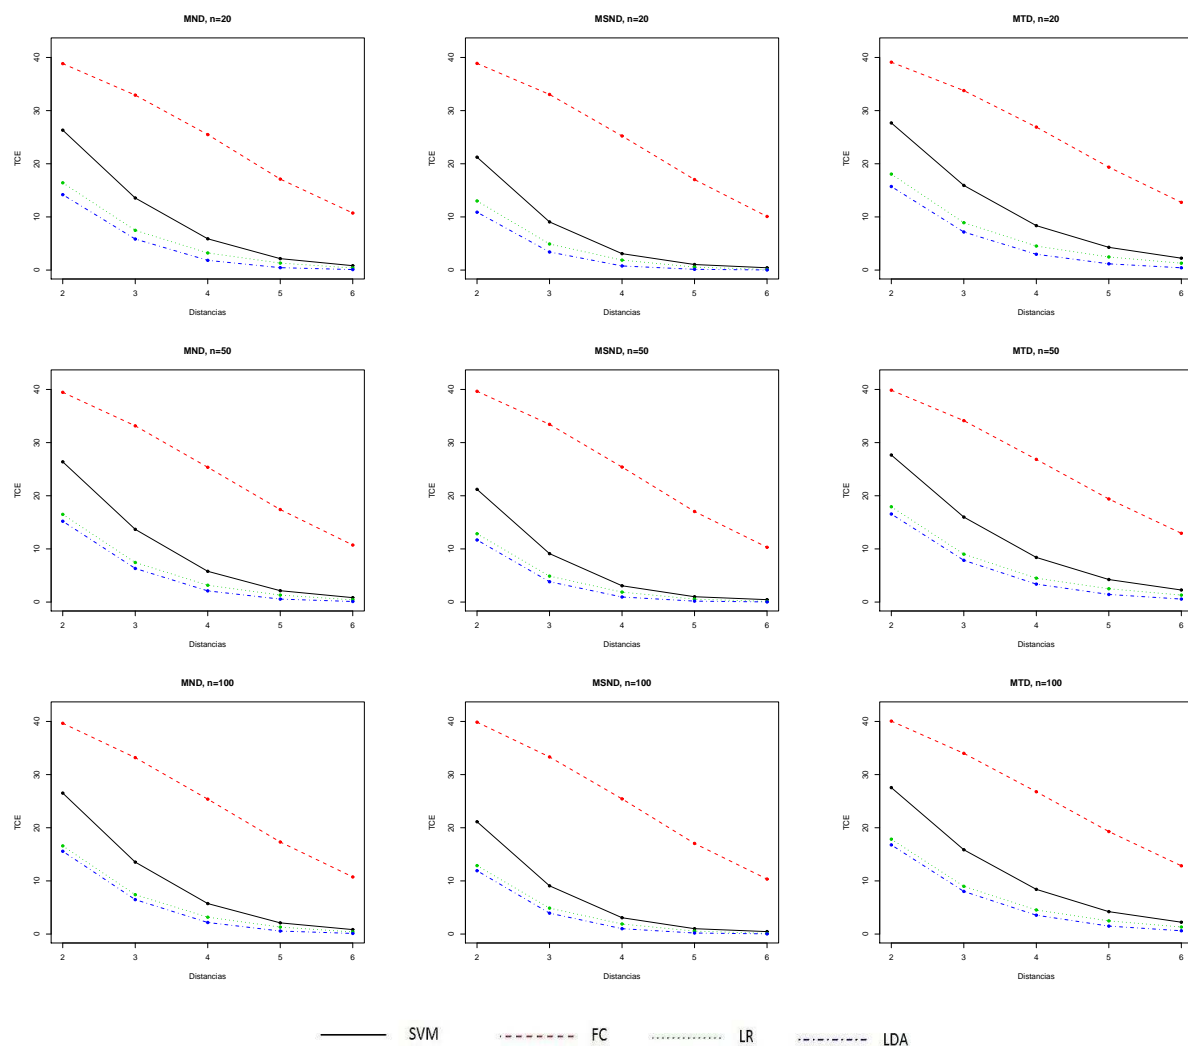 MND, n=20
MSND, n=20
MTD, n=20
TCE
0 10 20 30 40
2 3 4 5 6
Distancias
TCE
0 10 20 30 40
2 3 4 5 6
Distancias
TCE
0 10 20 30 40
2 3 4 5 6
Distancias
MND, n=50
MSND, n=50
MTD, n=50
TCE
0 10 20 30 40
2 3 4 5 6
Distancias
TCE
0 10 20 30 40
2 3 4 5 6
Distancias
TCE
0 10 20 30 40
2 3 4 5 6
Distancias
MND, n=100
MSND, n=100
MTD, n=100
TCE
0 10 20 30 40
2 3 4 5 6
Distancias
TCE
0 10 20 30 40
2 3 4 5 6
Distancias
TCE
0 10 20 30 40
2 3 4 5 6
Distancias
SVM FC LR LDA